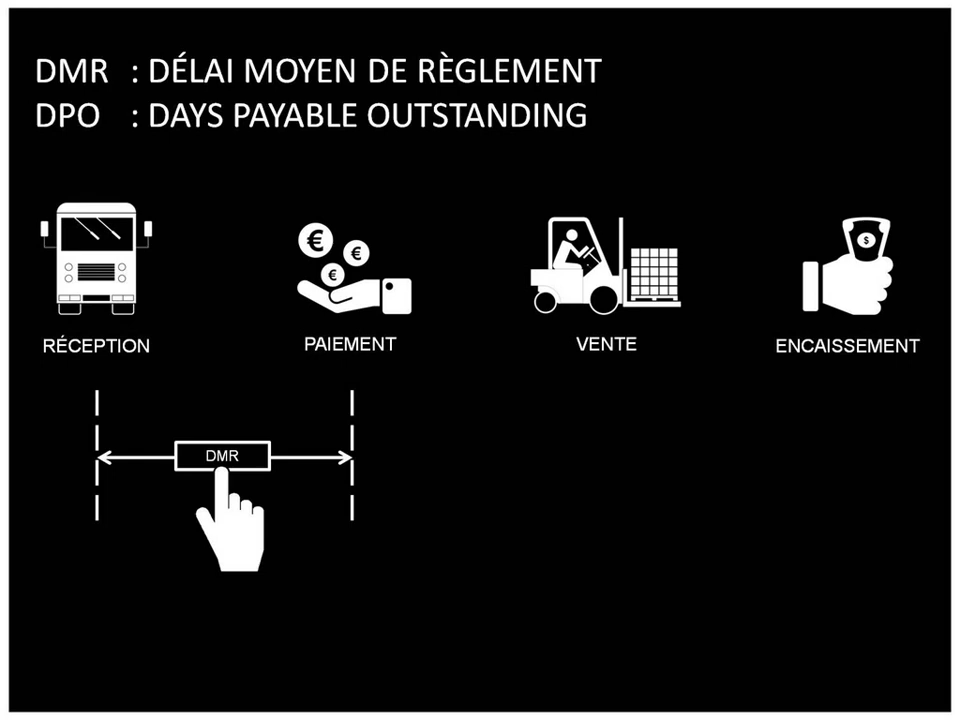 DMR : DÉLAI MOYEN DE RÈGLEMENT
DPO : DAYS PAYABLE OUTSTANDING
€ € €
$
RÉCEPTION PAIEMENT VENTE ENCAISSEMENT
DMR